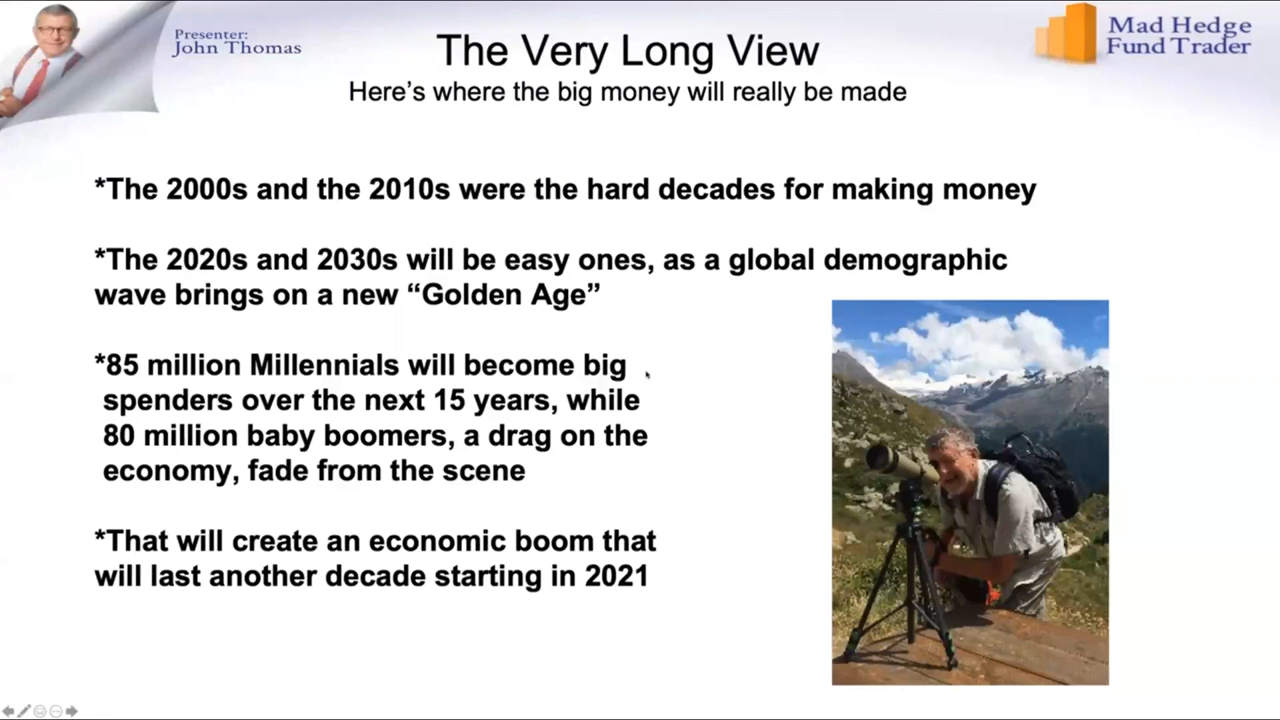 Presenter:
John Thomas
The Very Long View
Here's where the big money will really be made
Mad Hedge
Fund Trader
*The 2000s and the 2010s were the hard decades for making money
*The 2020s and 2030s will be easy ones, as a global demographic
wave brings on a new “Golden Age”
*85 million Millennials will become big
spenders over the next 15 years, while
80 million baby boomers, a drag on the
economy, fade from the scene
*That will create an economic boom that
will last another decade starting in 2021